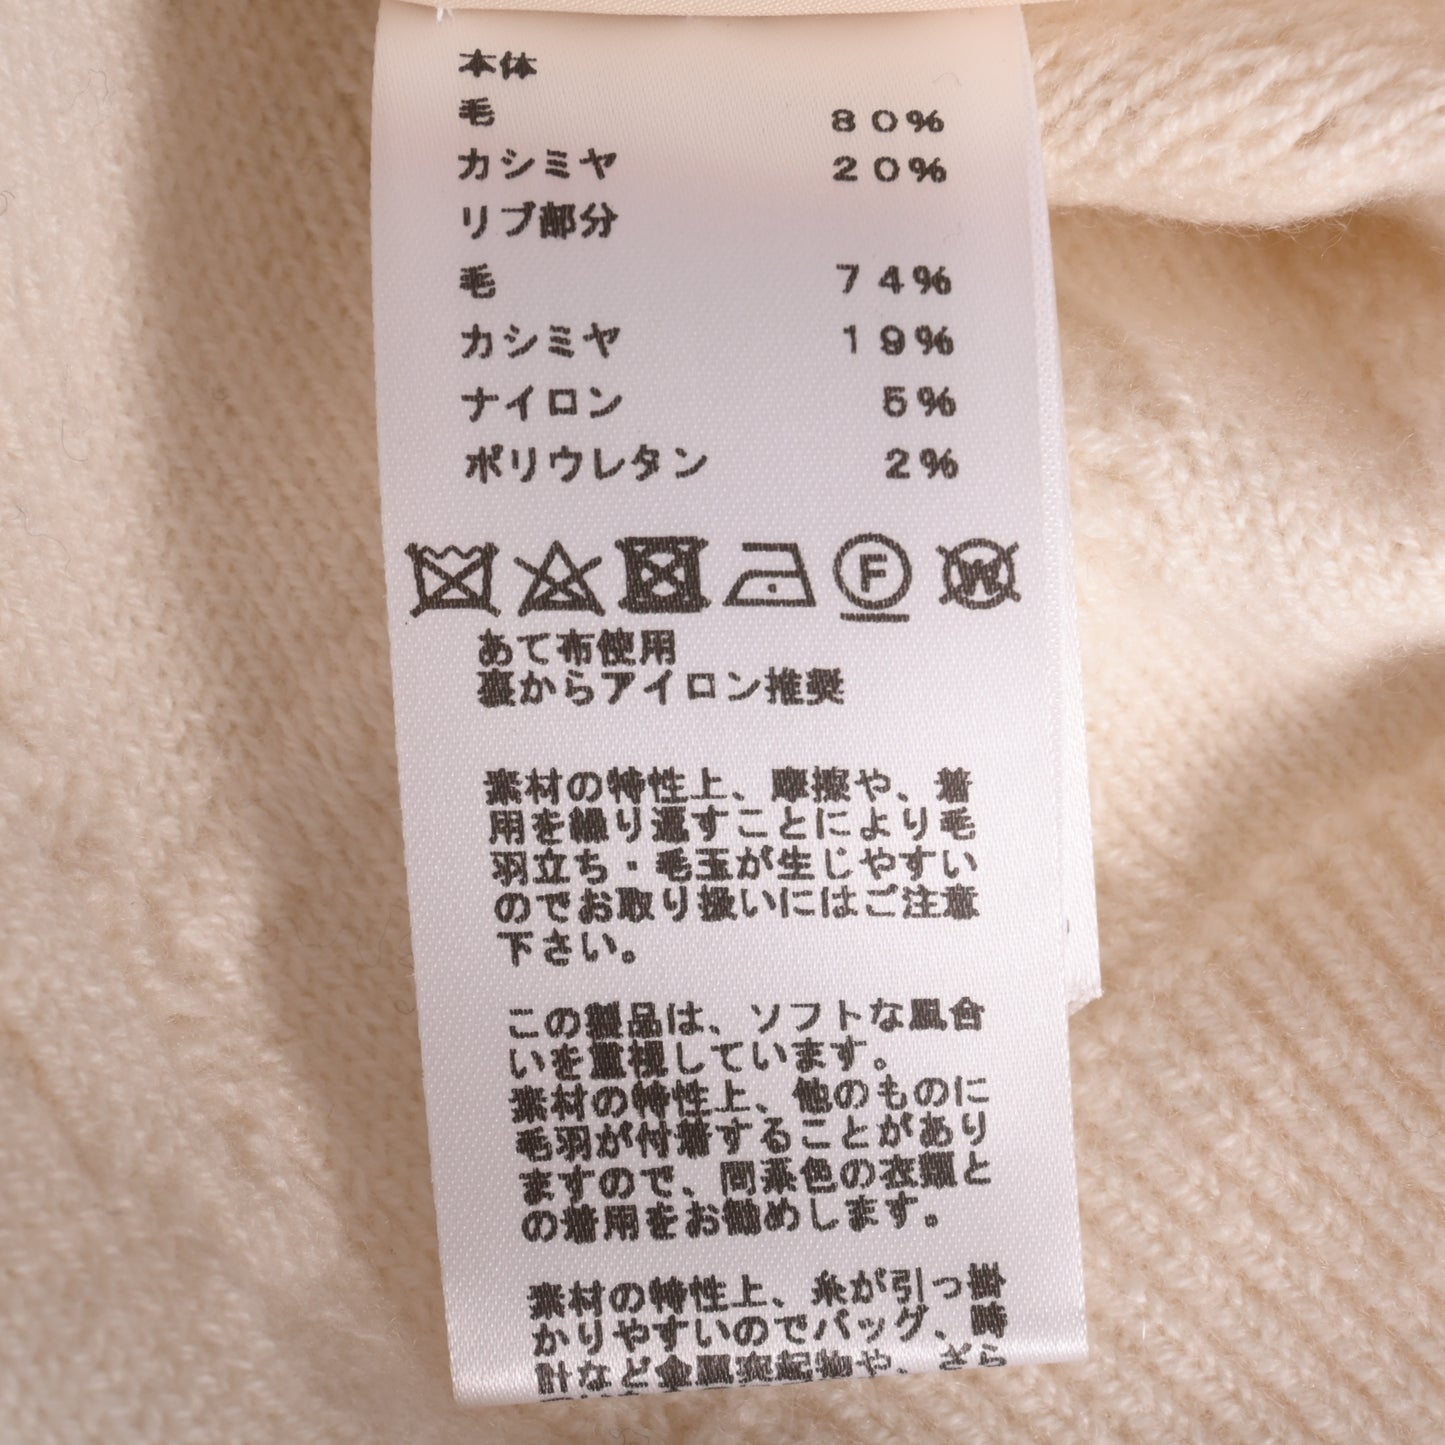 本体
毛 80%
カシミヤ 20%
リブ部分
毛 74%
カシミヤ 19%
ナイロン 5%
ポリウレタン 2%
F W
あて布使用
裏からアイロン推奨
素材の特性上、摩擦や、着
用を繰り返すことにより毛
羽立ち・毛玉が生じやすい
のでお取り扱いにはご注意
下さい。
この製品は、ソフトな風合
いを重視しています。
素材の特性上、他のものに
毛羽が付着することがあり
ますので、同系色の衣類と
の着用をお勧めします。
素材の特性上、糸が引っ掛
かりやすいのでバッグ、時
計など金属突起物や、ざら